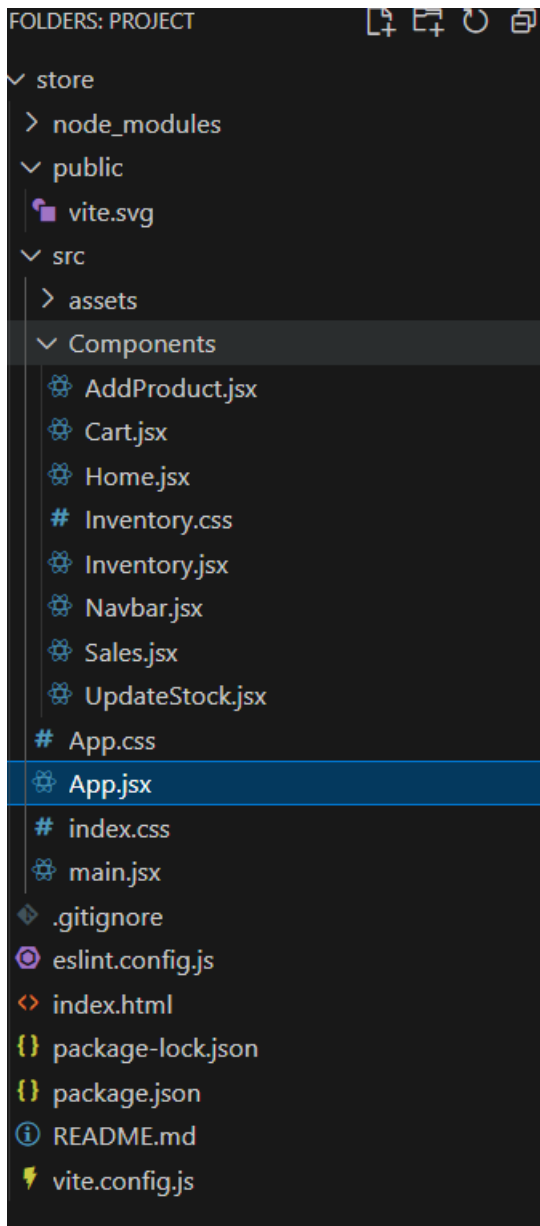 FOLDERS: PROJECT
store
node_modules
public
vite.svg
src
assets
Components
AddProduct.jsx
Cart.jsx
Home.jsx
Inventory.css
Inventory.jsx
Navbar.jsx
Sales.jsx
UpdateStock.jsx
App.css
App.jsx
index.css
main.jsx
.gitignore
eslint.config.js
index.html
package-lock.json
package.json
README.md
vite.config.js